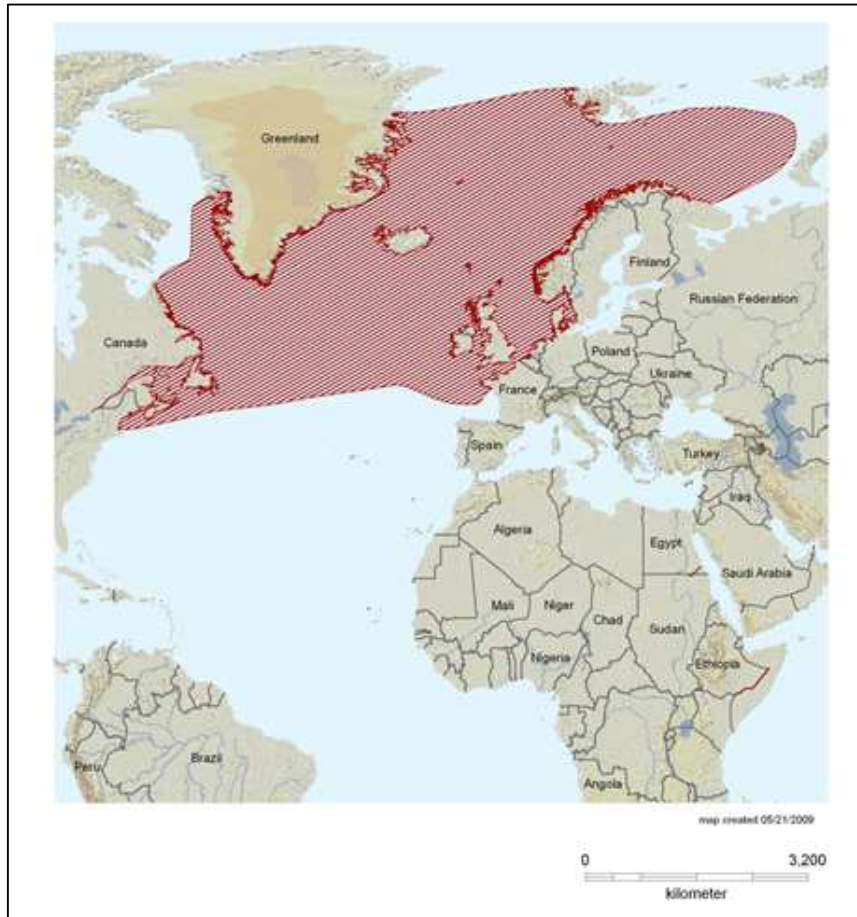 Greenland
Finland
Russian Federation
Canada
Poland
Ukraine
France
Spain
Turkey
Iraq
Algeria
Egypt
Saudi Arabia
Mali
Niger
Chad
Sudan
Nigeria
Ethiopia
Peru
Brazil
Angola
map created 05/21/2009
0 3,200
kilometer